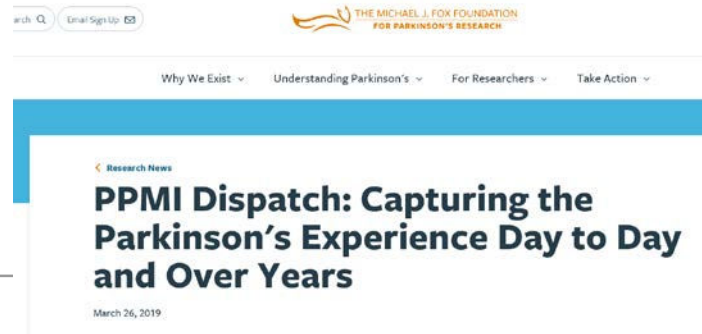 arch
Email Sign Up
THE MICHAEL J. FOX FOUNDATION
FOR PARKINSON'S RESEARCH
Why We Exist Understanding Parkinson's For Researchers Take Action
Research News
PPMI Dispatch: Capturing the
Parkinson's Experience Day to Day
and Over Years
March 26, 2019